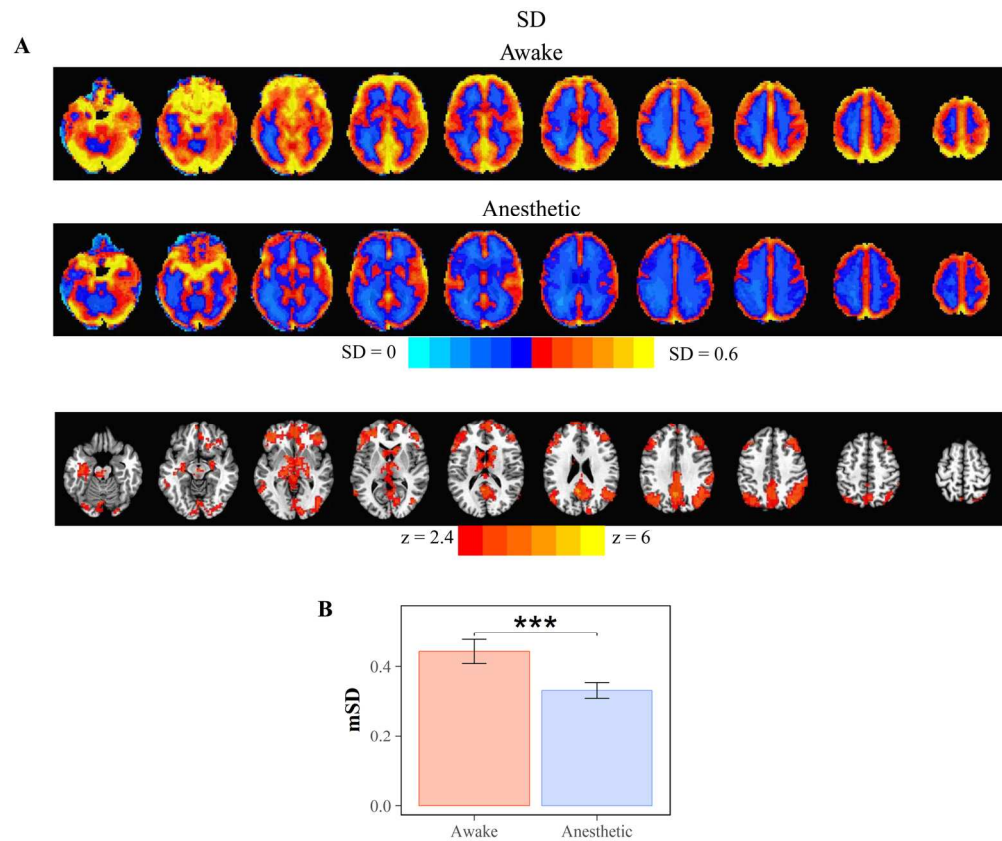 SD
A
Awake
Anesthetic
SD = 0
SD = 0.6
z = 2.4
z = 6
B
***
mSD
0.4
0.2
0.0
Awake
Anesthetic